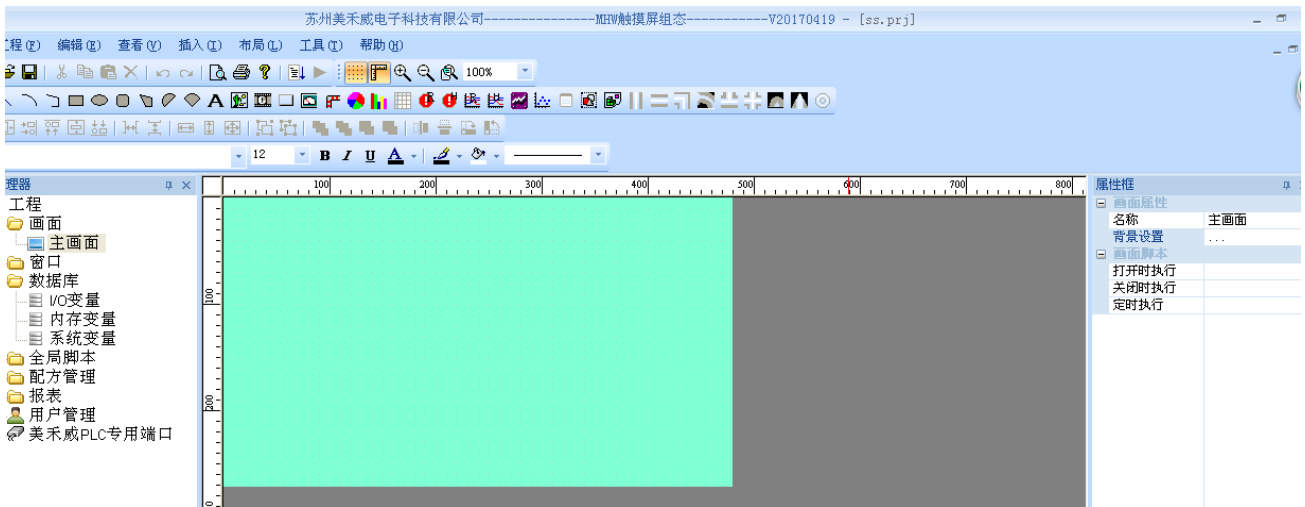 苏州美禾威电子科技有限公司---------------MHW触摸屏组态-----------V20170419 - [ss.prj]
工程(F) 编辑(E) 查看(V) 插入(I) 布局(L) 工具(T) 帮助(H)
100%
12 B I U A
理器
工程
画面
主画面
窗口
数据库
I/O变量
内存变量
系统变量
全局脚本
配方管理
报表
用户管理
美禾威PLC专用端口
100 200 300 400 500 600 700 800
100
200
属性框
画面属性
名称 主画面
背景设置 ...
画面脚本
打开时执行
关闭时执行
定时执行